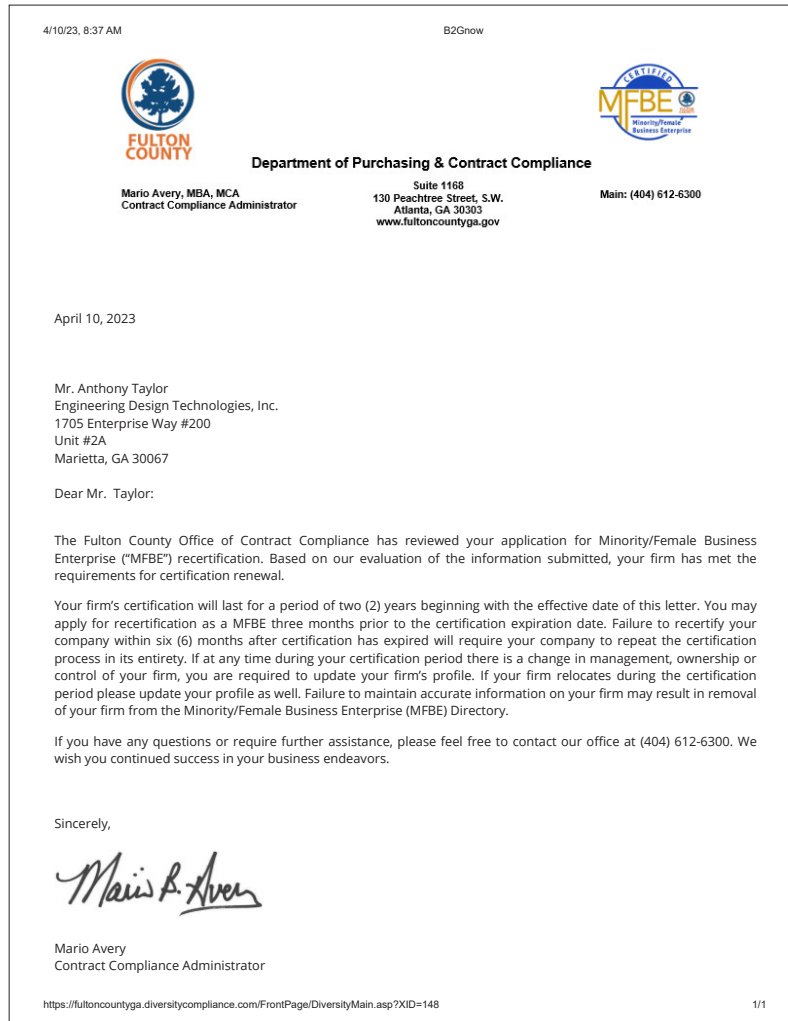 4/10/23, 8:37 AM B2Gnow
FULTON
COUNTY
CERTIFIED
MFBE
Minority/Female
Business Enterprise
Department of Purchasing & Contract Compliance
Mario Avery, MBA, MCA
Contract Compliance Administrator
Suite 1168
130 Peachtree Street, S.W.
Atlanta, GA 30303
www.fultoncountyga.gov
Main: (404) 612-6300
April 10, 2023
Mr. Anthony Taylor
Engineering Design Technologies, Inc.
1705 Enterprise Way #200
Unit #2A
Marietta, GA 30067
Dear Mr.  Taylor:
The Fulton County Office of Contract Compliance has reviewed your application for Minority/Female Business
Enterprise (“MFBE”) recertification. Based on our evaluation of the information submitted, your firm has met the
requirements for certification renewal.
Your firm’s certification will last for a period of two (2) years beginning with the effective date of this letter. You may
apply for recertification as a MFBE three months prior to the certification expiration date. Failure to recertify your
company within six (6) months after certification has expired will require your company to repeat the certification
process in its entirety. If at any time during your certification period there is a change in management, ownership or
control of your firm, you are required to update your firm’s profile. If your firm relocates during the certification
period please update your profile as well. Failure to maintain accurate information on your firm may result in removal
of your firm from the Minority/Female Business Enterprise (MFBE) Directory.
If you have any questions or require further assistance, please feel free to contact our office at (404) 612-6300. We
wish you continued success in your business endeavors.
Sincerely,
Mario B. Avery
Mario Avery
Contract Compliance Administrator
https://fultoncountyga.diversitycompliance.com/FrontPage/DiversityMain.asp?XID=148 1/1